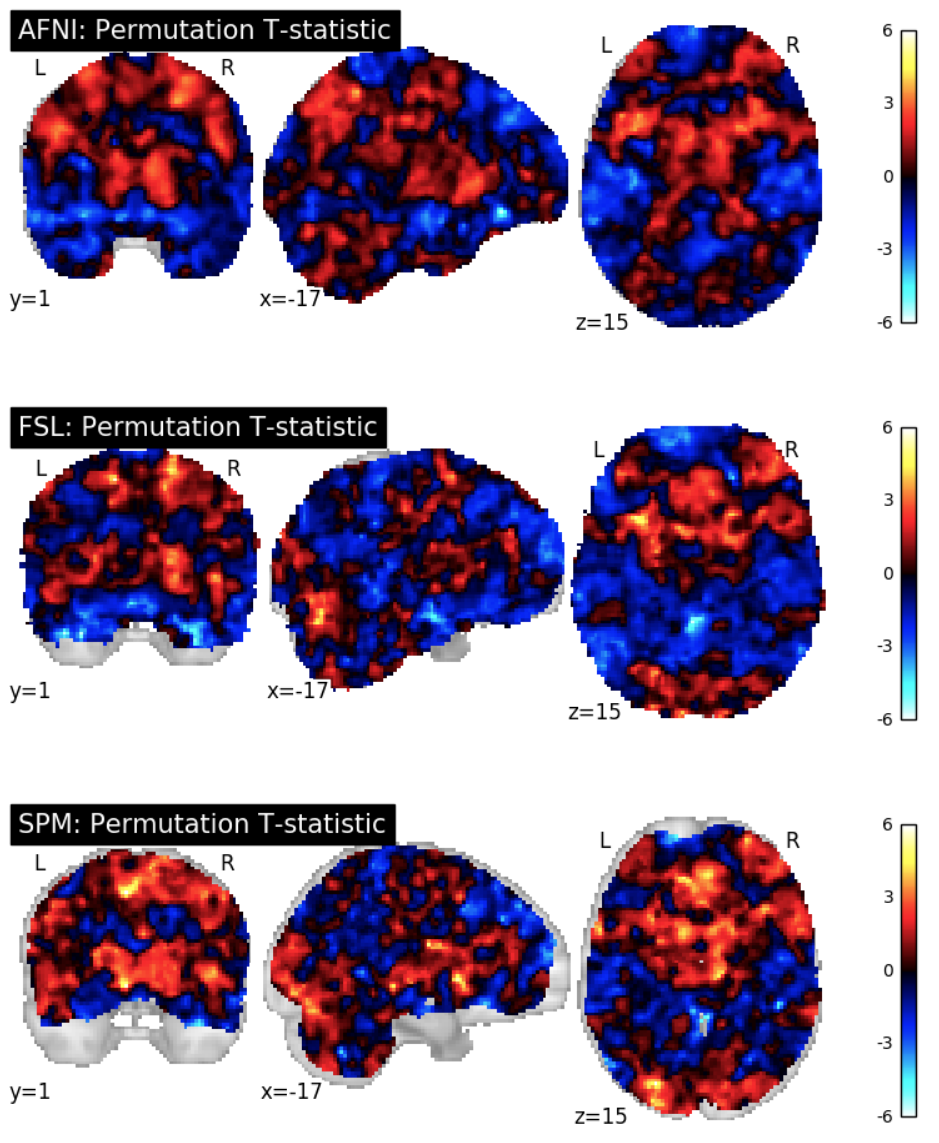 AFNI: Permutation T-statistic
L R L R
y=1 x=-17 z=15
6
3
0
-3
-6
FSL: Permutation T-statistic
L R L R
y=1 x=-17 z=15
6
3
0
-3
-6
SPM: Permutation T-statistic
L R L R
y=1 x=-17 z=15
6
3
0
-3
-6